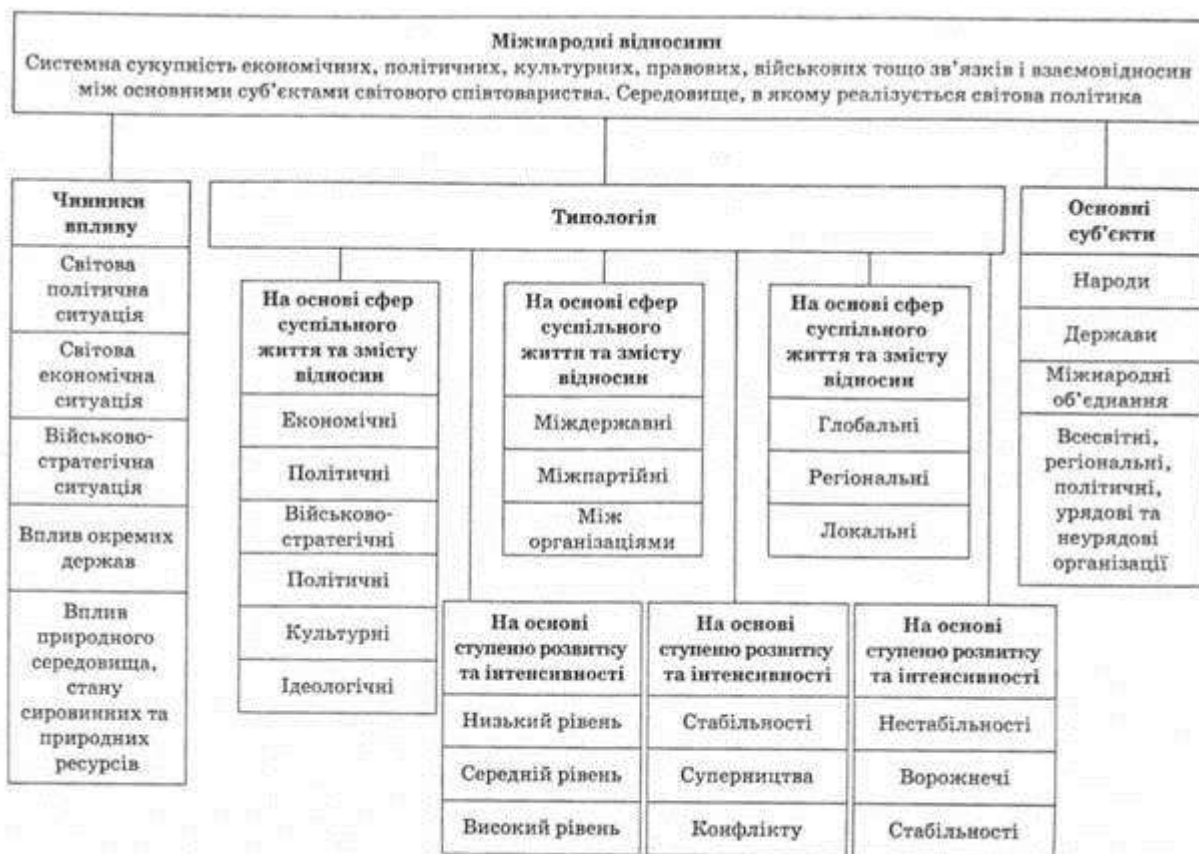 Міжнародні відносини
Системна сукупність економічних, політичних, культурних, правових, військових тощо зв’язків і взаємовідносин
між основними суб’єктами світового співтовариства. Середовище, в якому реалізується світова політика
Чинники
впливу
Світова
політична
ситуація
Світова
економічна
ситуація
Військово-
стратегічна
ситуація
Вплив окремих
держав
Вплив
природного
середовища,
стану
сировинних та
природних
ресурсів
Типологія
На основі сфер
суспільного
життя та змісту
відносин
Економічні
Політичні
Військово-
стратегічні
Політичні
Культурні
Ідеологічні
На основі сфер
суспільного
життя та змісту
відносин
Міждержавні
Міжпартійні
Між
організаціями
На основі сфер
суспільного
життя та змісту
відносин
Глобальні
Регіональні
Локальні
На основі
ступеню розвитку
та інтенсивності
Низький рівень
Середній рівень
Високий рівень
На основі
ступеню розвитку
та інтенсивності
Стабільності
Суперництва
Конфлікту
На основі
ступеню розвитку
та інтенсивності
Нестабільності
Ворожнечі
Стабільності
Основні
суб’єкти
Народи
Держави
Міжнародні
об’єднання
Всесвітні,
регіональні,
політичні,
урядові та
неурядові
організації